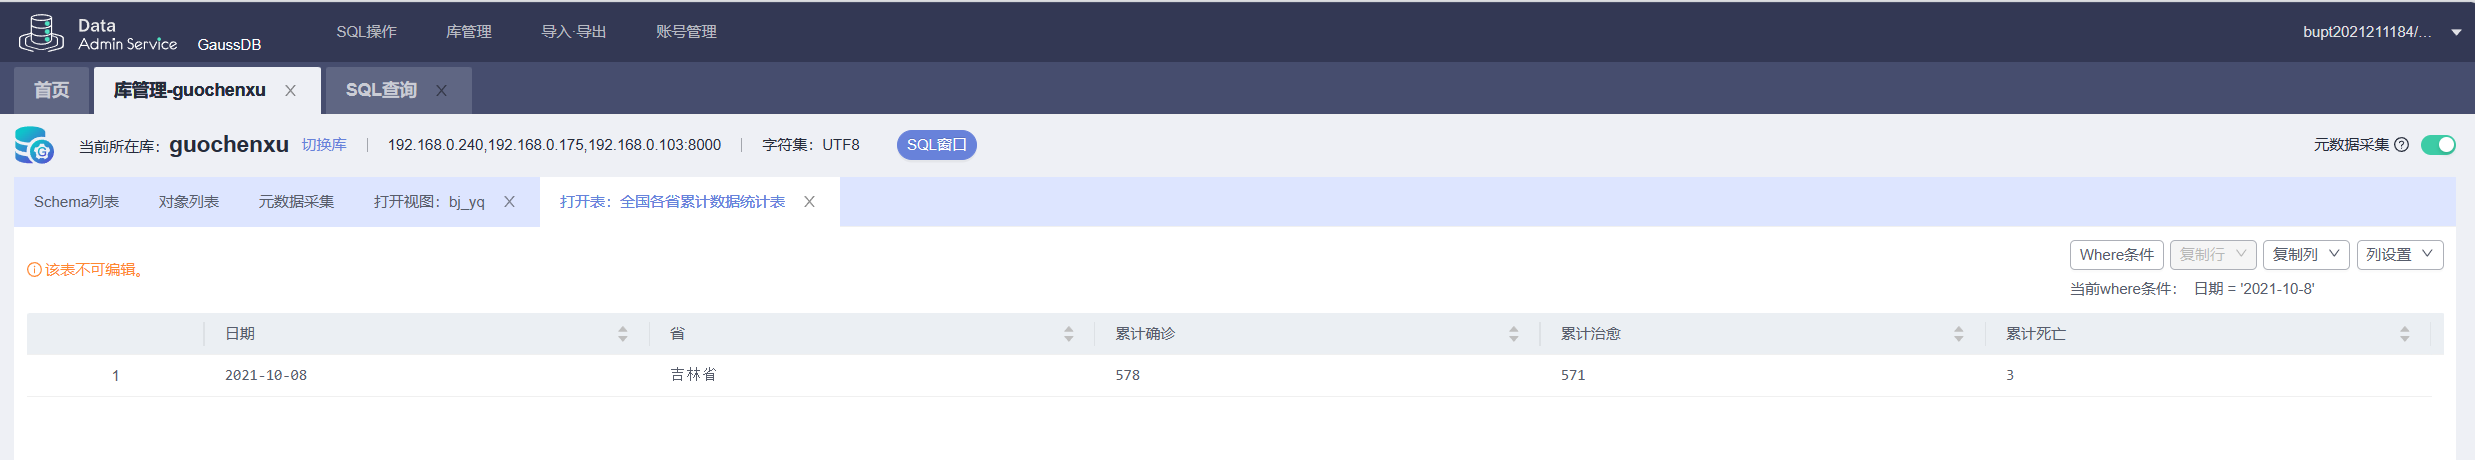 Data
Admin Service GaussDB
SQL操作 库管理 导入·导出 账号管理
bupt2021211184/...
首页 库管理-guochenxu X SQL查询 X
当前所在库：guochenxu 切换库 | 192.168.0.240,192.168.0.175,192.168.0.103:8000 | 字符集：UTF8 SQL窗口 元数据采集
Schema列表 对象列表 元数据采集 打开视图：bj_yq X 打开表：全国各省累计数据统计表 X
该表不可编辑。
Where条件 复制行 复制列 列设置
当前where条件： 日期 = '2021-10-8'
日期 省 累计确诊 累计治愈 累计死亡
1 2021-10-08 吉林省 578 571 3